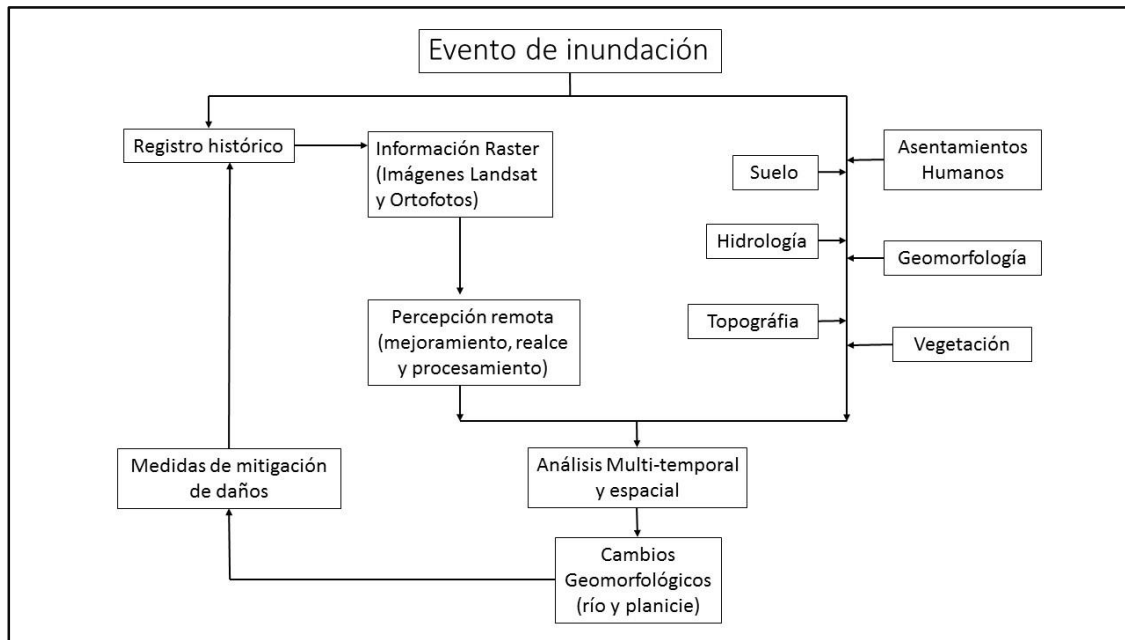 Evento de inundación
Registro histórico
Información Raster
(Imágenes Landsat
y Ortofotos)
Asentamientos
Humanos
Suelo
Hidrología
Geomorfología
Percepción remota
(mejoramiento, realce
y procesamiento)
Topográfia
Vegetación
Medidas de mitigación
de daños
Análisis Multi-temporal
y espacial
Cambios
Geomorfológicos
(río y planicie)